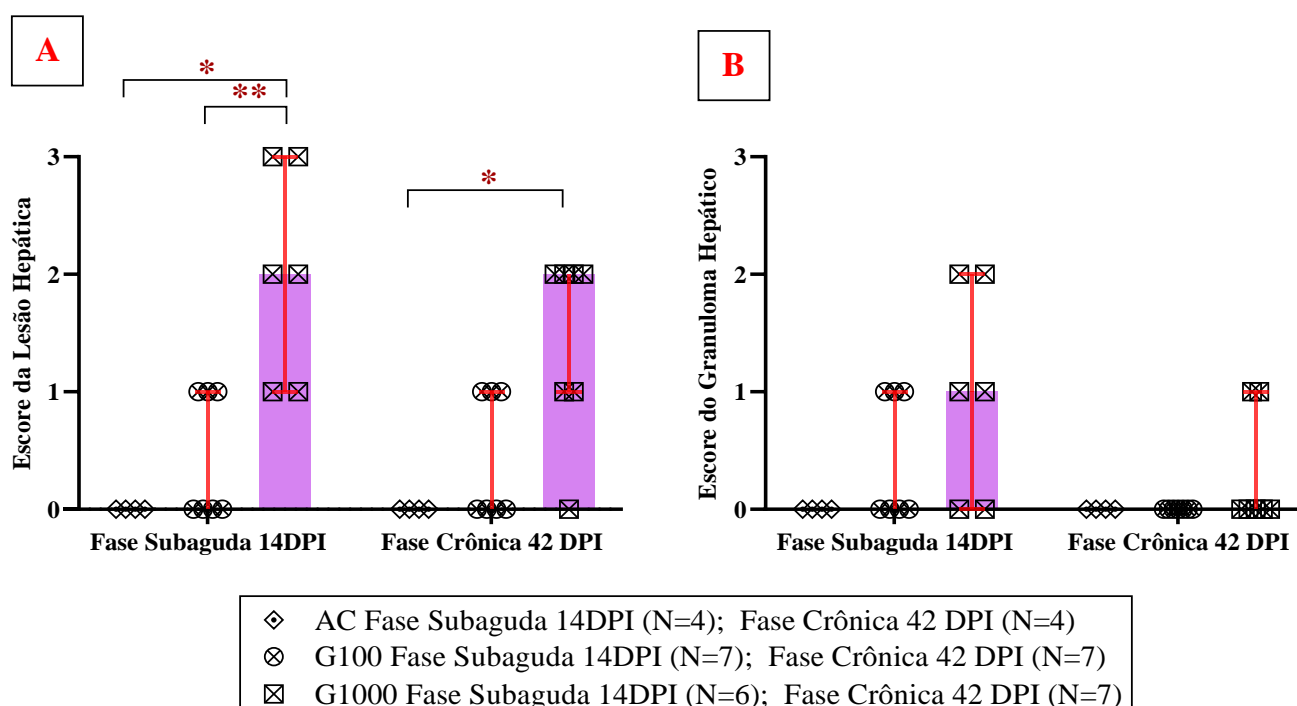 A
B
*
**
*
Escore da Lesão Hepática
3
2
1
0
Fase Subaguda 14DPI
Fase Crônica 42 DPI
Escore do Granuloma Hepático
3
2
1
0
Fase Subaguda 14DPI
Fase Crônica 42 DPI
AC Fase Subaguda 14DPI (N=4); Fase Crônica 42 DPI (N=4)
G100 Fase Subaguda 14DPI (N=7); Fase Crônica 42 DPI (N=7)
G1000 Fase Subaguda 14DPI (N=6); Fase Crônica 42 DPI (N=7)